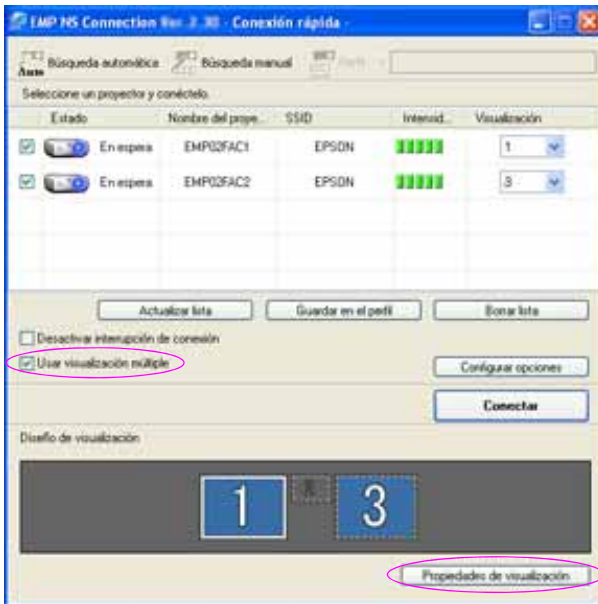 EMP NS Connection Ver. 2.30 - Conexión rápida -
Auto Búsqueda automática Búsqueda manual
Seleccione un proyector y conéctelo.
Estado Nombre del proye... SSID Intensid... Visualización
En espera EMP02FAC1 EPSON 1
En espera EMP02FAC2 EPSON 3
Actualizar lista Guardar en el perfil Borrar lista
Desactivar interrupción de conexión
Usar visualización múltiple Configurar opciones
Conectar
Diseño de visualización
1 3
Propiedades de visualización